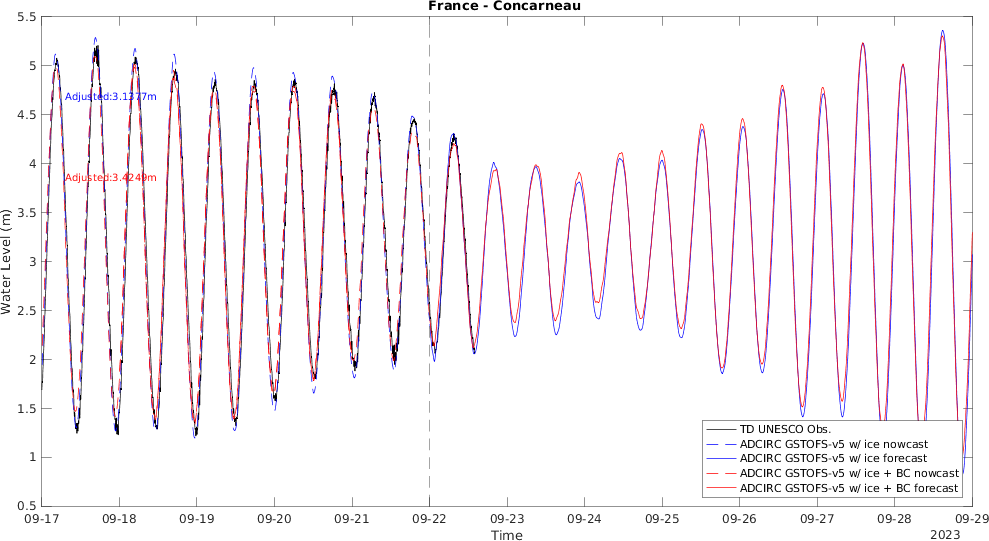 France - Concarneau
5.5
5
4.5
4
3.5
3
2.5
2
1.5
1
0.5
Water Level (m)
Adjusted:3.1377m
Adjusted:3.4249m
TD UNESCO Obs.
ADCIRC GSTOFS-v5 w/ ice nowcast
ADCIRC GSTOFS-v5 w/ ice forecast
ADCIRC GSTOFS-v5 w/ ice + BC nowcast
ADCIRC GSTOFS-v5 w/ ice + BC forecast
09-17 09-18 09-19 09-20 09-21 09-22 09-23 09-24 09-25 09-26 09-27 09-28 09-29
Time
2023